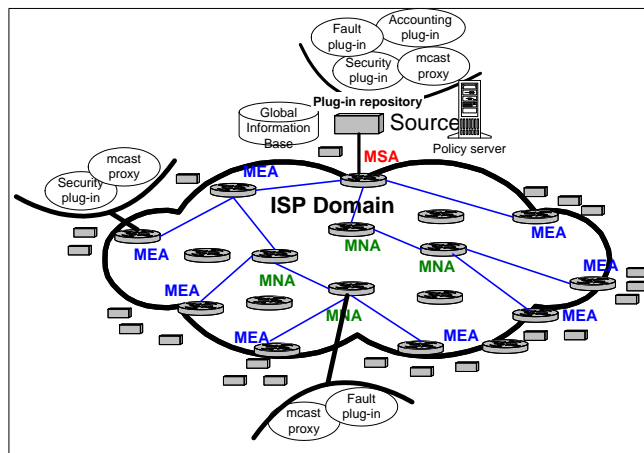 Fault
plug-in
Accounting
plug-in
Security
plug-in
mcast
proxy
Plug-in repository
Global
Information
Base
Source
Policy server
MSA
mcast
proxy
Security
plug-in
MEA
ISP Domain
MEA
MNA
MEA
MNA
MNA
MEA
MEA
MNA
MEA
MEA
MEA
mcast
proxy
Fault
plug-in